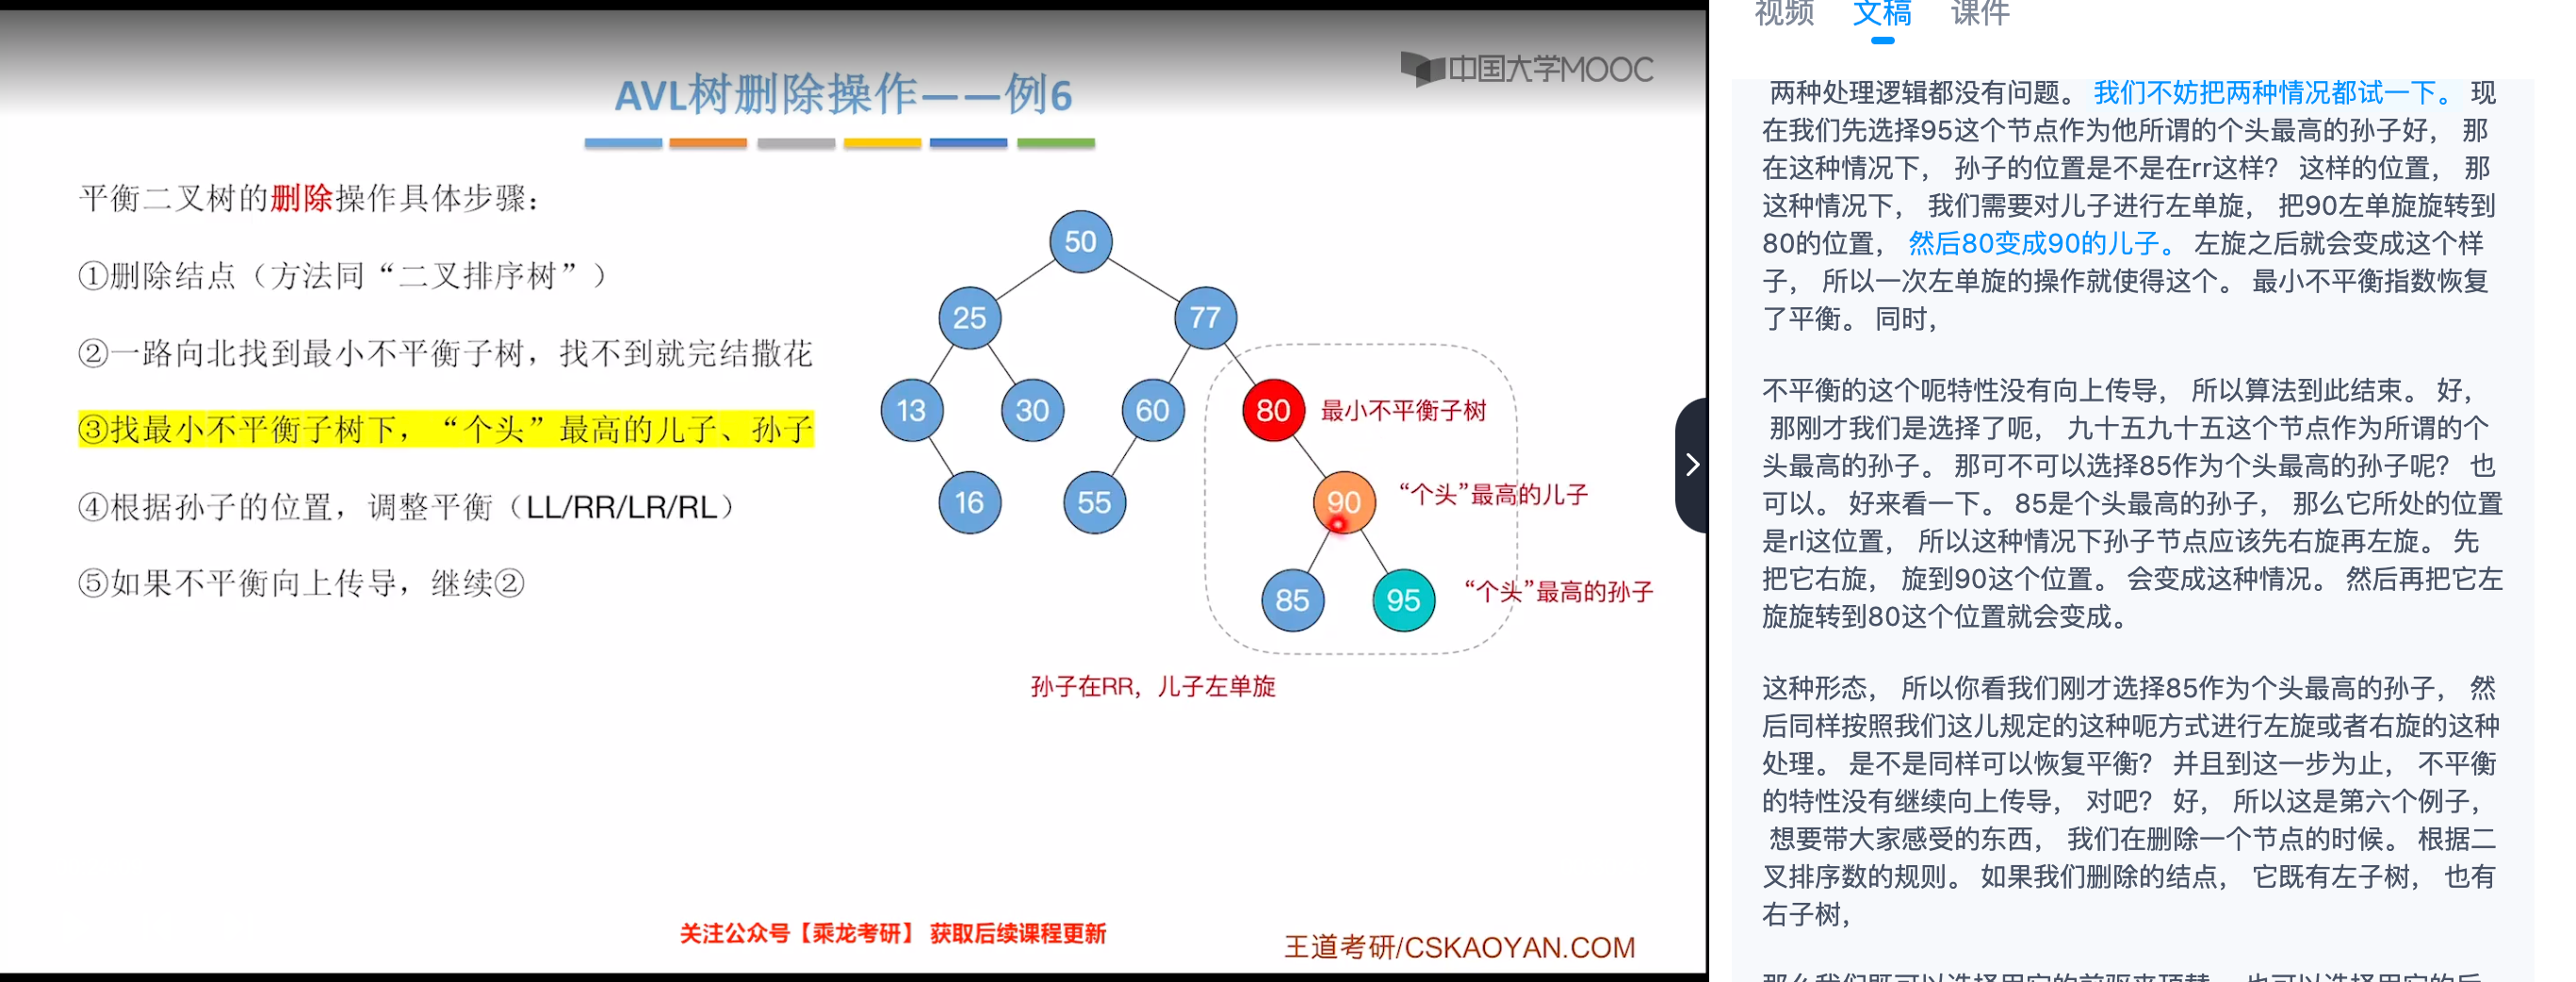 中国大学MOOC
AVL树删除操作——例6
平衡二叉树的删除操作具体步骤：
①删除结点（方法同“二叉排序树”）
②一路向北找到最小不平衡子树，找不到就完结撒花
③找最小不平衡子树下，“个头”最高的儿子、孙子
④根据孙子的位置，调整平衡（LL/RR/LR/RL）
⑤如果不平衡向上传导，继续②
50
25
77
13
30
60
80
最小不平衡子树
16
55
90
“个头”最高的儿子
85
95
“个头”最高的孙子
孙子在RR，儿子左单旋
关注公众号【乘龙考研】 获取后续课程更新
王道考研/CSKAOYAN.COM
视频 文稿 课件
两种处理逻辑都没有问题。 我们不妨把两种情况都试一下。 现
在我们先选择95这个节点作为他所谓的个头最高的孙子好， 那
在这种情况下， 孙子的位置是不是在rr这样？ 这样的位置， 那
这种情况下， 我们需要对儿子进行左单旋， 把90左单旋旋转到
80的位置， 然后80变成90的儿子。 左旋之后就会变成这个样
子， 所以一次左单旋的操作就使得这个。 最小不平衡指数恢复
了平衡。 同时，
不平衡的这个呃特性没有向上传导， 所以算法到此结束。 好，
那刚才我们是选择了呃， 九十五九十五这个节点作为所谓的个
头最高的孙子。 那可不可以选择85作为个头最高的孙子呢？ 也
可以。 好来看一下。 85是个头最高的孙子， 那么它所处的位置
是rl这位置， 所以这种情况下孙子节点应该先右旋再左旋。 先
把它右旋， 旋到90这个位置。 会变成这种情况。 然后再把它左
旋旋转到80这个位置就会变成。
这种形态， 所以你看我们刚才选择85作为个头最高的孙子， 然
后同样按照我们这儿规定的这种呃方式进行左旋或者右旋的这种
处理。 是不是同样可以恢复平衡？ 并且到这一步为止， 不平衡
的特性没有继续向上传导， 对吧？ 好， 所以这是第六个例子，
想要带大家感受的东西， 我们在删除一个节点的时候。 根据二
叉排序数的规则。 如果我们删除的结点， 它既有左子树， 也有
右子树，
那么我们既可以选择用它的前驱来顶替， 也可以选择用它的后